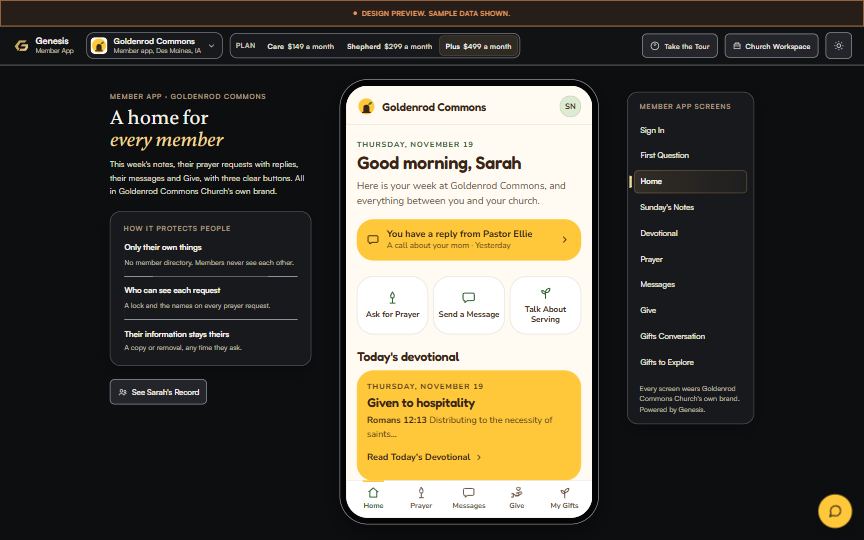 DESIGN PREVIEW. SAMPLE DATA SHOWN.
Genesis
Member App
Goldenrod Commons
Member app, Des Moines, IA
PLAN
Care $149 a month
Shepherd $299 a month
Plus $499 a month
Take the Tour
Church Workspace
MEMBER APP · GOLDENROD COMMONS
A home for
every member
This week's notes, their prayer requests with replies,
their messages and Give, with three clear buttons. All
in Goldenrod Commons Church's own brand.
HOW IT PROTECTS PEOPLE
Only their own things
No member directory. Members never see each other.
Who can see each request
A lock and the names on every prayer request.
Their information stays theirs
A copy or removal, any time they ask.
See Sarah's Record
Goldenrod Commons
SN
THURSDAY, NOVEMBER 19
Good morning, Sarah
Here is your week at Goldenrod Commons, and
everything between you and your church.
You have a reply from Pastor Ellie
A call about your mom · Yesterday
Ask for Prayer
Send a Message
Talk About
Serving
Today's devotional
THURSDAY, NOVEMBER 19
Given to hospitality
Romans 12:13 Distributing to the necessity of
saints...
Read Today's Devotional
Home
Prayer
Messages
Give
My Gifts
MEMBER APP SCREENS
Sign In
First Question
Home
Sunday's Notes
Devotional
Prayer
Messages
Give
Gifts Conversation
Gifts to Explore
Every screen wears Goldenrod
Commons Church's own brand.
Powered by Genesis.